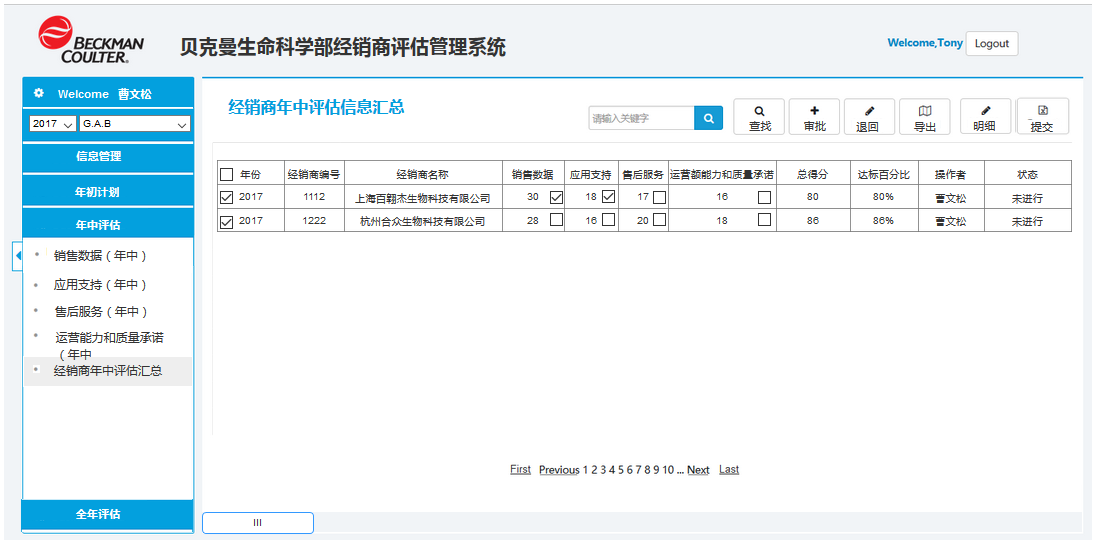 BECKMAN
COULTER®
贝克曼生命科学部经销商评估管理系统
Welcome,Tony
Logout
Welcome 曹文松
2017
G.A.B
信息管理
年初计划
年中评估
销售数据（年中）
应用支持（年中）
售后服务（年中）
运营能力和质量承诺
（年中
经销商年中评估汇总
全年评估
经销商年中评估信息汇总
请输入关键字
查找
审批
退回
导出
明细
提交
年份 经销商编号 经销商名称 销售数据 应用支持 售后服务 运营额能力和质量承诺 总得分 达标百分比 操作者 状态
2017 1112 上海百翱杰生物科技有限公司 30 18 17 16 80 80% 曹文松 未进行
2017 1222 杭州合众生物科技有限公司 28 16 20 18 86 86% 曹文松 未进行
First Previous 1 2 3 4 5 6 7 8 9 10 ... Next Last
III